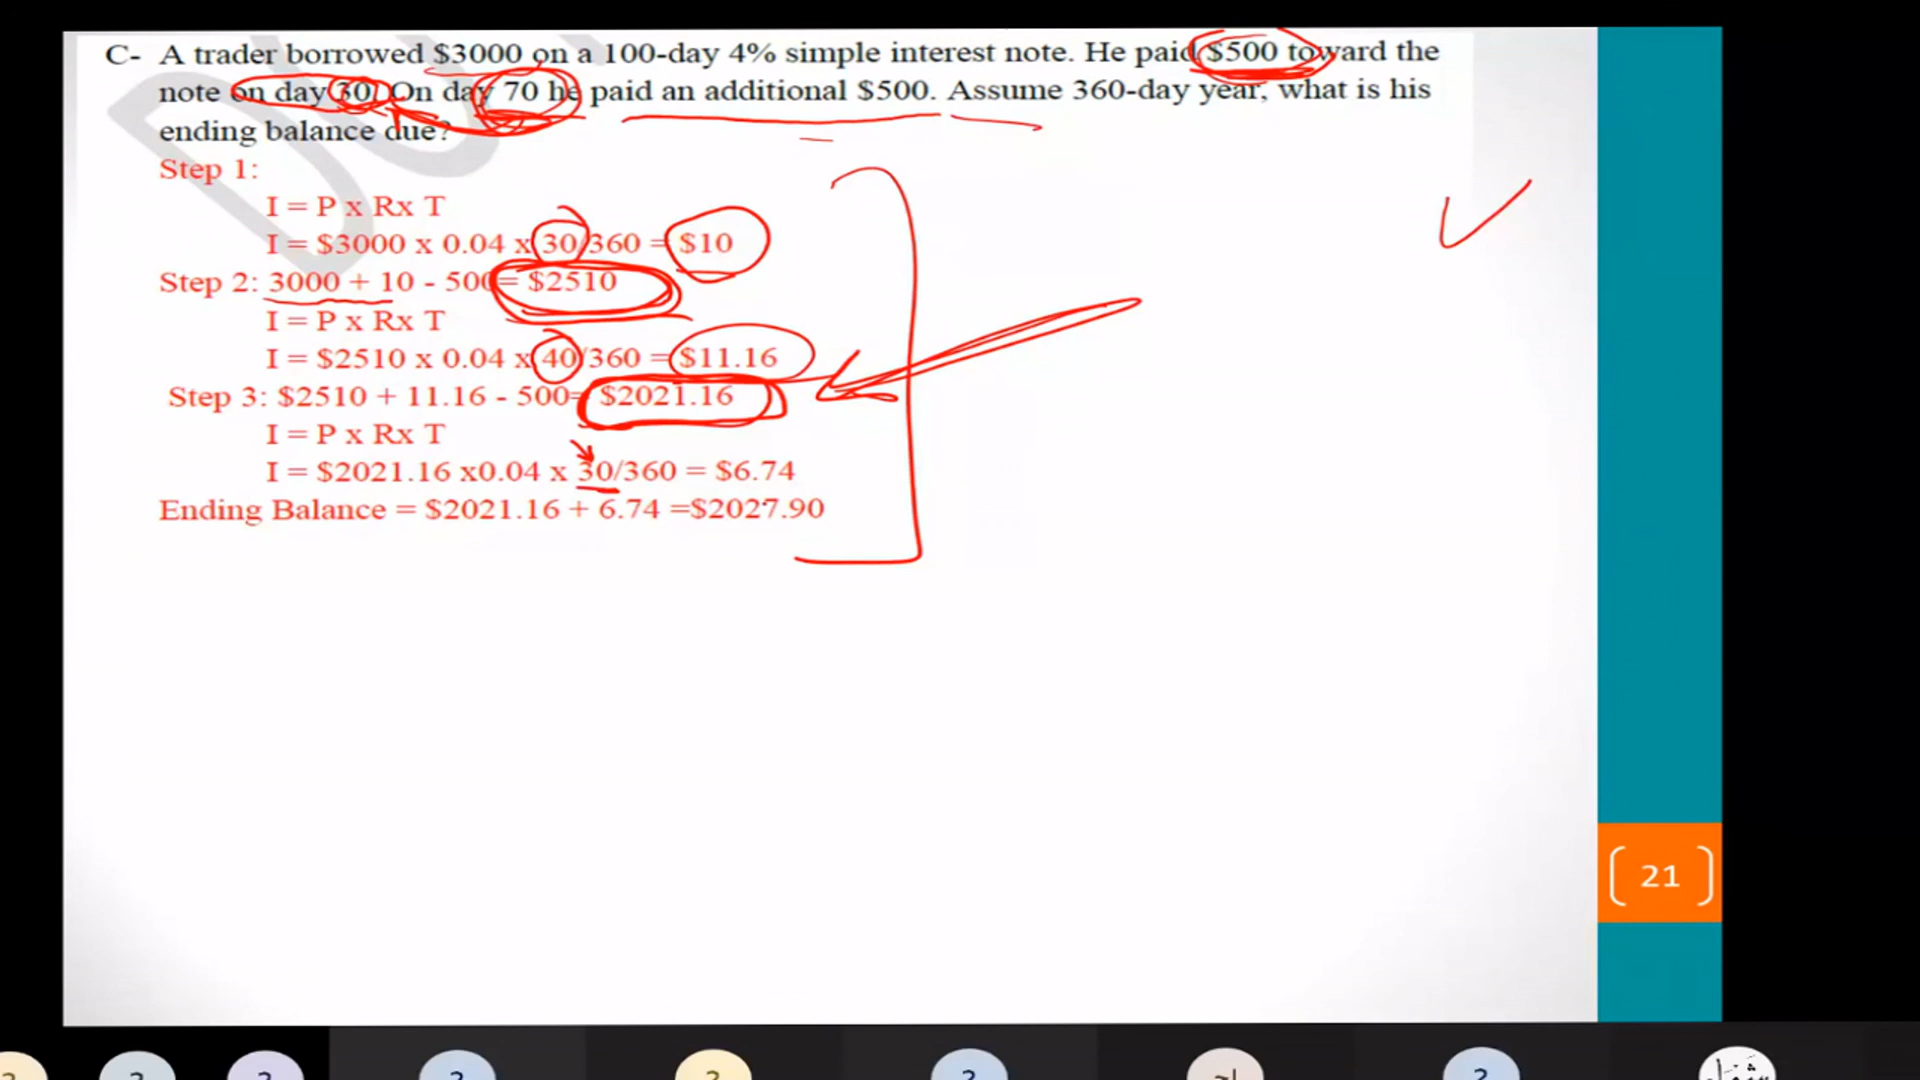 C- A trader borrowed $3000 on a 100-day 4% simple interest note. He paid $500 toward the
note on day 30. On day 70 he paid an additional $500. Assume 360-day year, what is his
ending balance due?
Step 1:
I = P x Rx T
I = $3000 x 0.04 x 30/360 = $10
Step 2: 3000 + 10 - 500= $2510
I = P x Rx T
I = $2510 x 0.04 x 40/360 = $11.16
Step 3: $2510 + 11.16 - 500= $2021.16
I = P x Rx T
I = $2021.16 x0.04 x 30/360 = $6.74
Ending Balance = $2021.16 + 6.74 =$2027.90
21